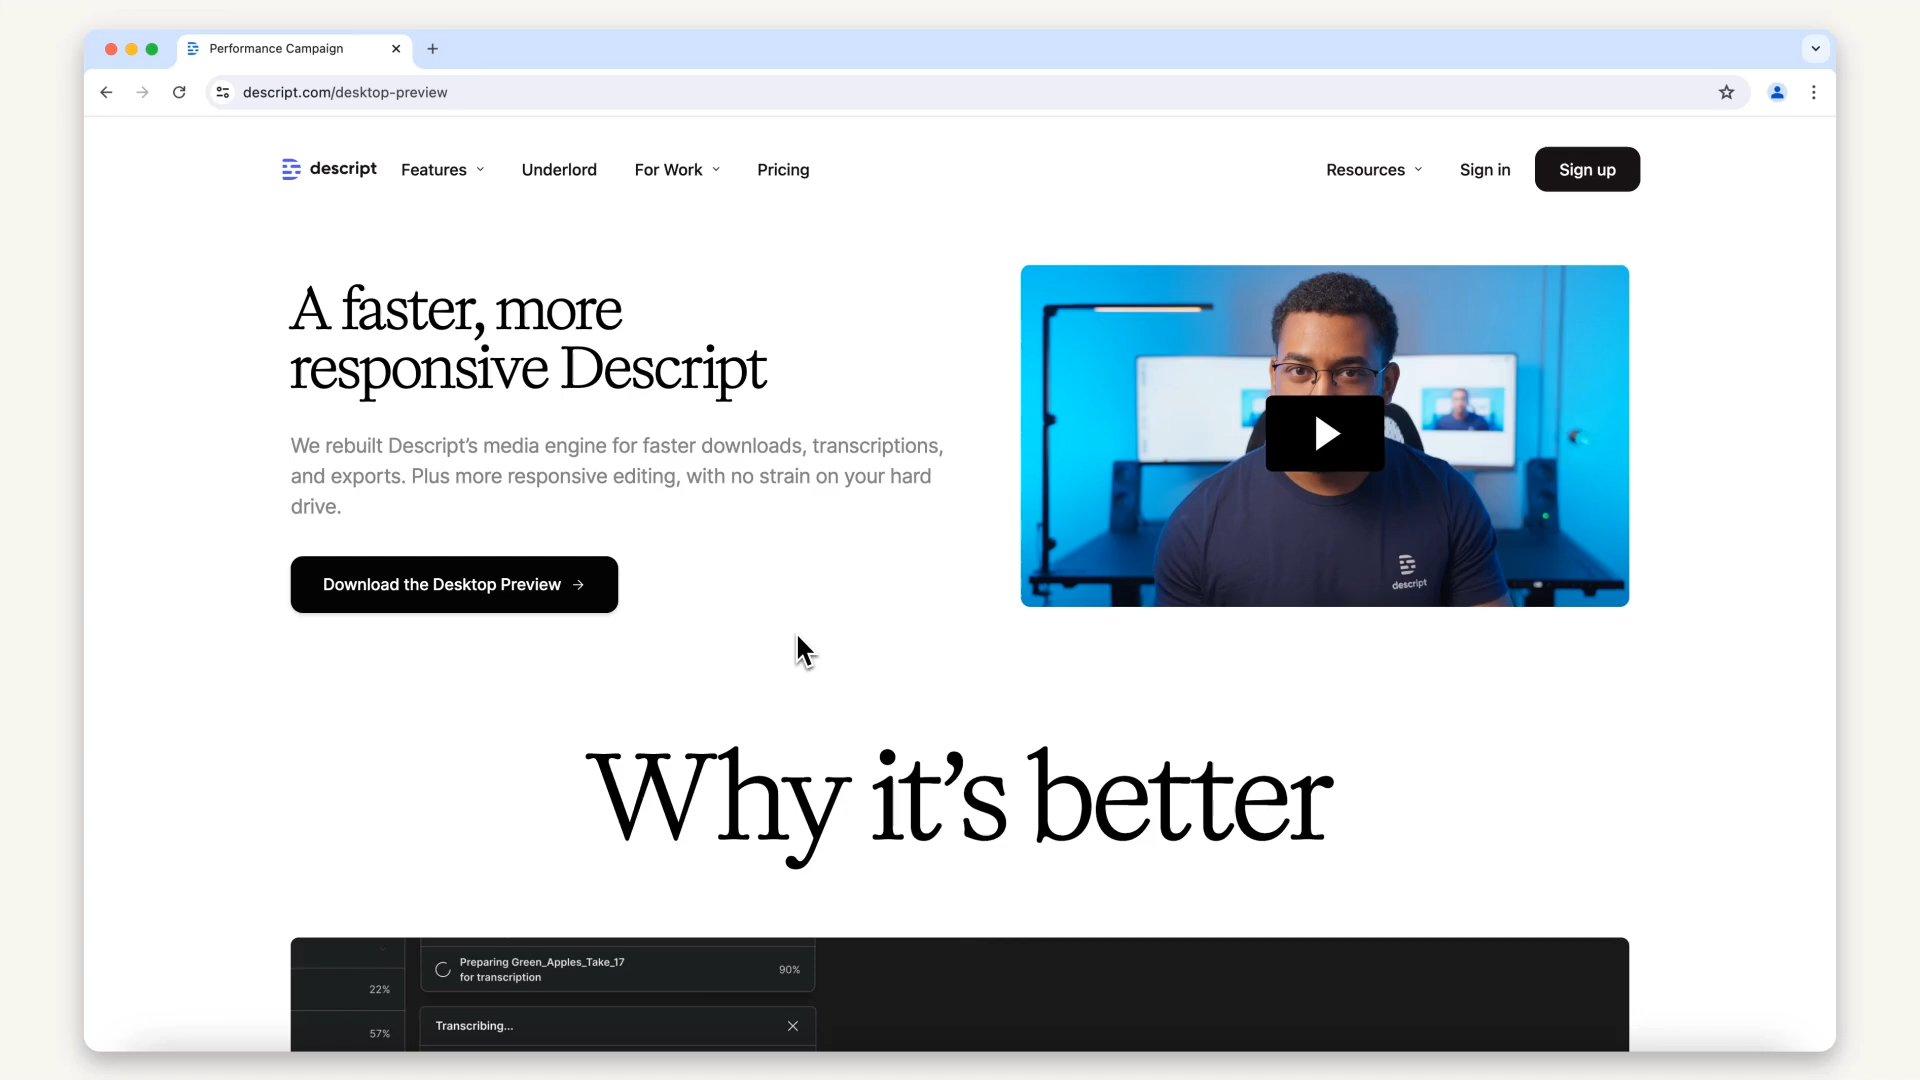 Performance Campaign
descript.com/desktop-preview
descript Features Underlord For Work Pricing Resources Sign in Sign up
A faster, more
responsive Descript
We rebuilt Descript’s media engine for faster downloads, transcriptions,
and exports. Plus more responsive editing, with no strain on your hard
drive.
Download the Desktop Preview →
descript
Why it’s better
Preparing Green_Apples_Take_17
for transcription
90%
22%
Transcribing...
57%